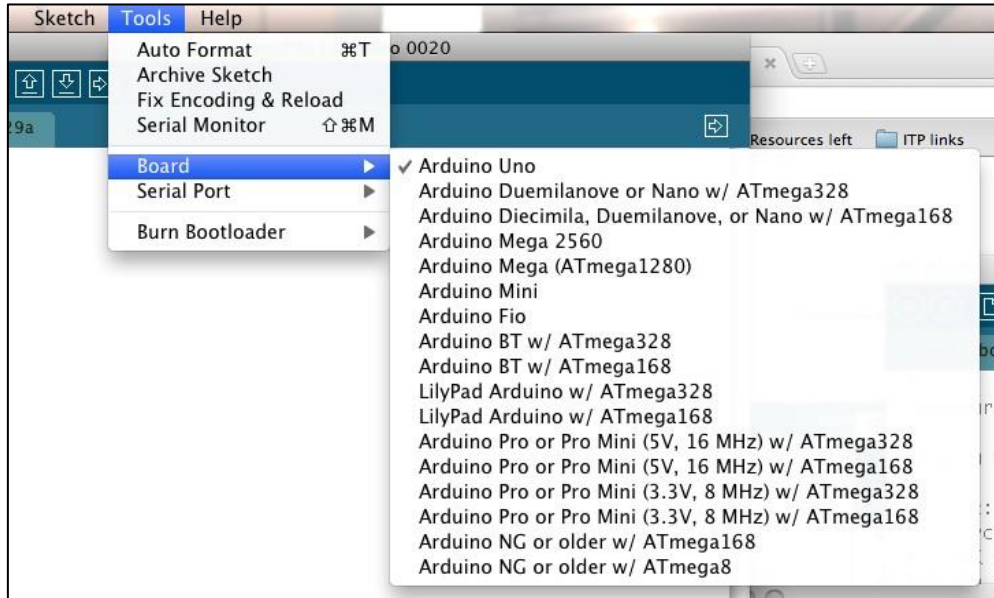 Sketch Tools Help
o 0020
Auto Format ⌘T
Archive Sketch
Fix Encoding & Reload
Serial Monitor ⇧⌘M
Board
Serial Port
Burn Bootloader
29a
Resources left ITP links
✓ Arduino Uno
Arduino Duemilanove or Nano w/ ATmega328
Arduino Diecimila, Duemilanove, or Nano w/ ATmega168
Arduino Mega 2560
Arduino Mega (ATmega1280)
Arduino Mini
Arduino Fio
Arduino BT w/ ATmega328
Arduino BT w/ ATmega168
LilyPad Arduino w/ ATmega328
LilyPad Arduino w/ ATmega168
Arduino Pro or Pro Mini (5V, 16 MHz) w/ ATmega328
Arduino Pro or Pro Mini (5V, 16 MHz) w/ ATmega168
Arduino Pro or Pro Mini (3.3V, 8 MHz) w/ ATmega328
Arduino Pro or Pro Mini (3.3V, 8 MHz) w/ ATmega168
Arduino NG or older w/ ATmega168
Arduino NG or older w/ ATmega8